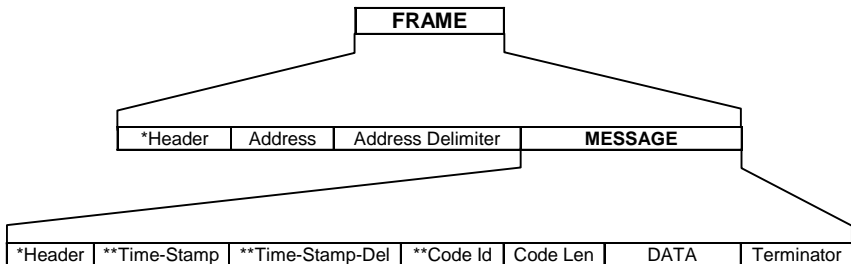 FRAME
*Header Address Address Delimiter MESSAGE
*Header **Time-Stamp **Time-Stamp-Del **Code Id Code Len DATA Terminator